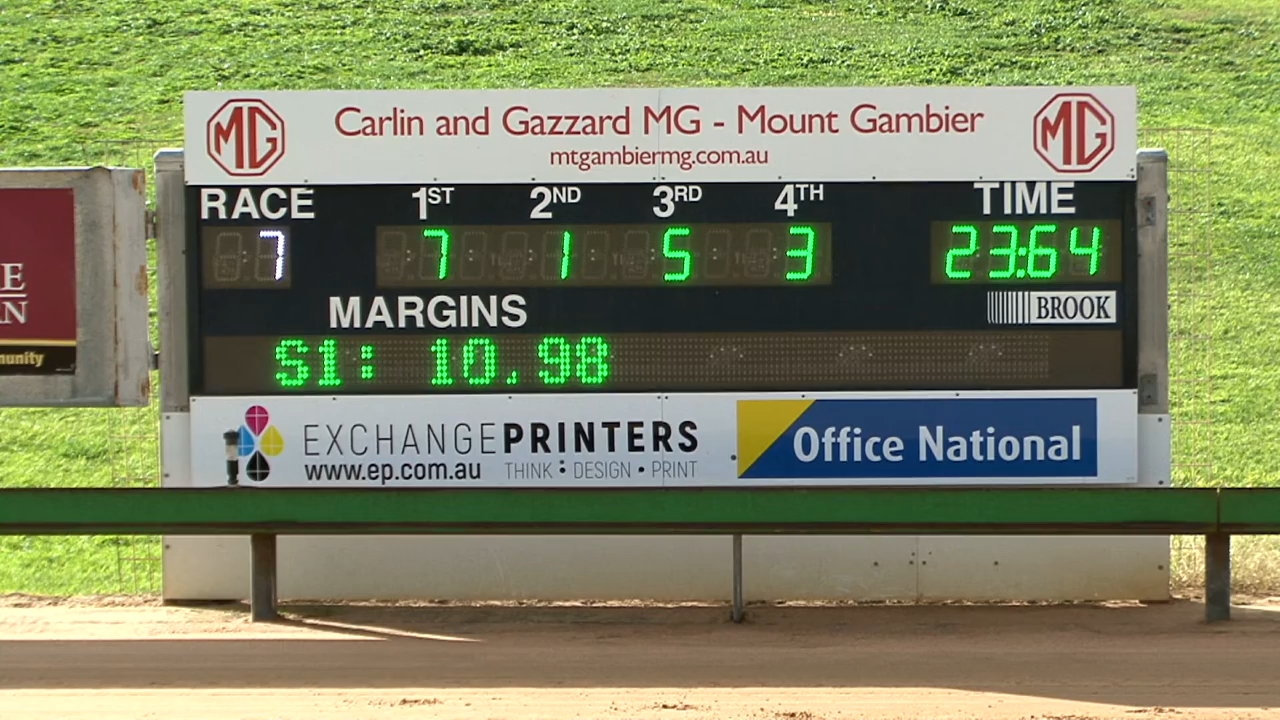 MG Carlin and Gazzard MG - Mount Gambier MG
mtgambiermg.com.au
RACE 1ST 2ND 3RD 4TH TIME
7 7 1 5 3 23:64
MARGINS BROOK
S1: 10.98
EXCHANGEPRINTERS
www.ep.com.au THINK : DESIGN • PRINT
Office National
E
AN
munity